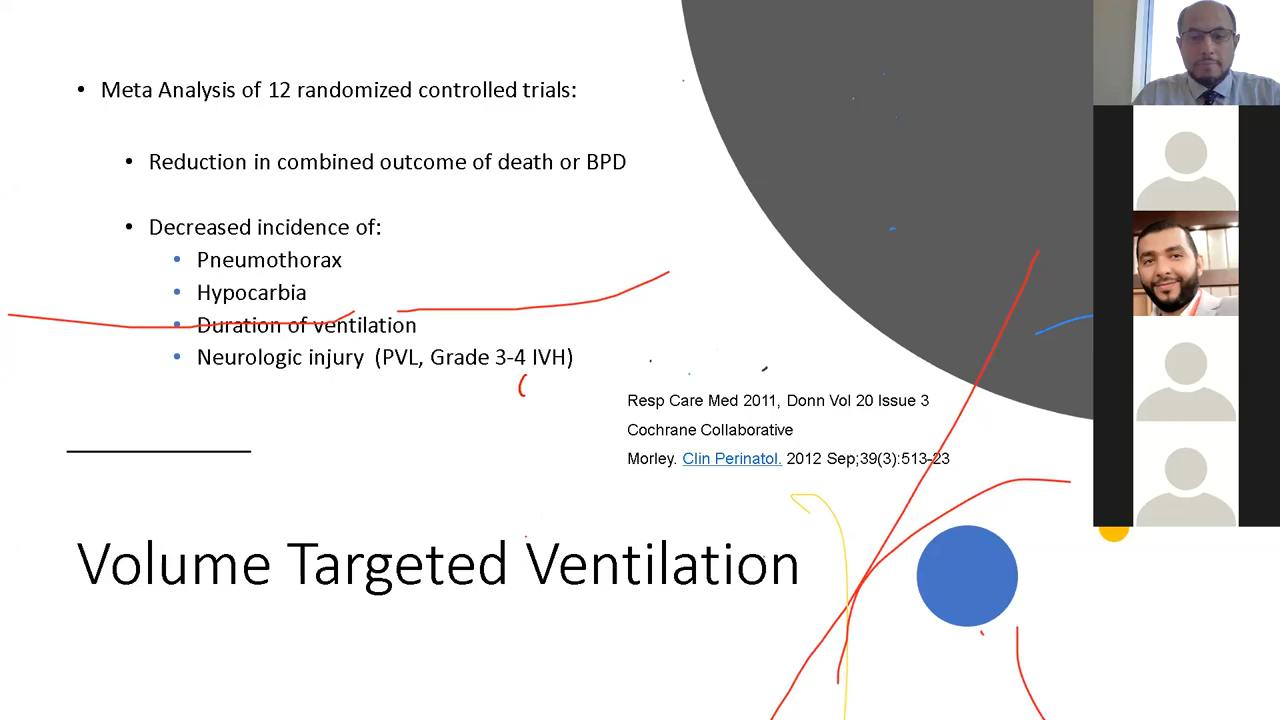 Meta Analysis of 12 randomized controlled trials:
Reduction in combined outcome of death or BPD
Decreased incidence of:
Pneumothorax
Hypocarbia
Duration of ventilation
Neurologic injury (PVL, Grade 3-4 IVH)
Resp Care Med 2011, Donn Vol 20 Issue 3
Cochrane Collaborative
Morley. Clin Perinatol. 2012 Sep;39(3):513-23
Volume Targeted Ventilation